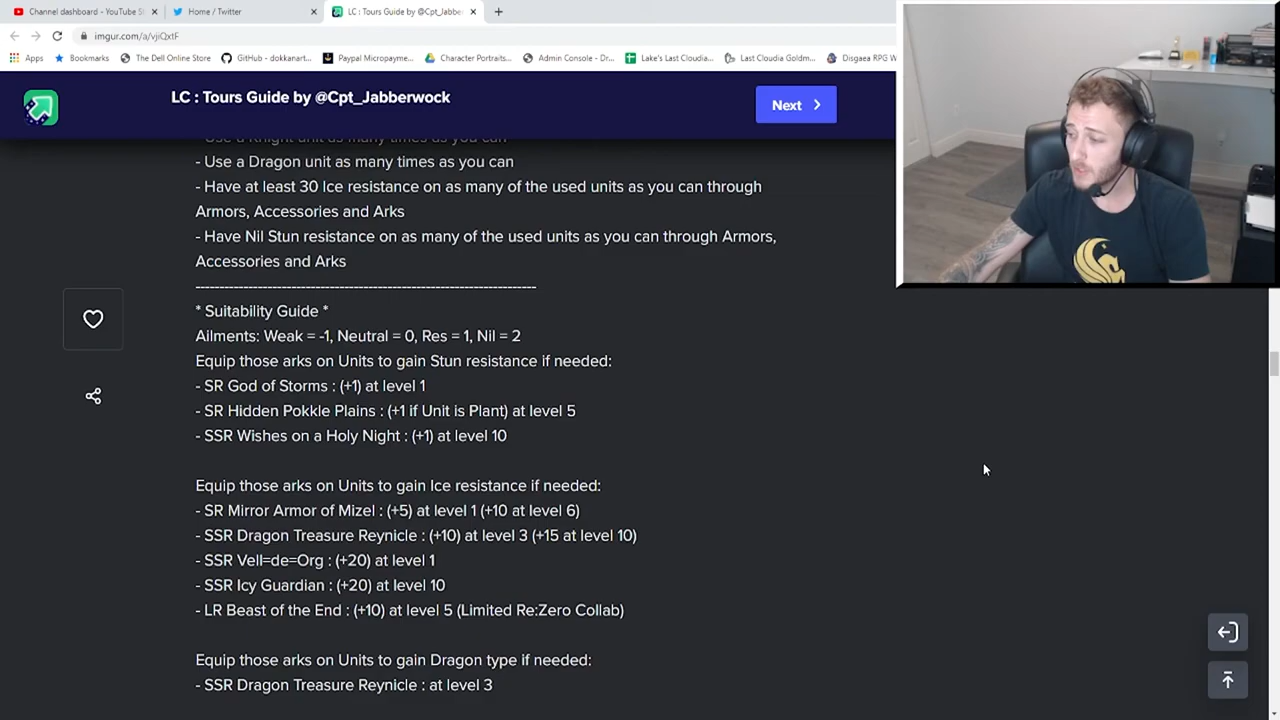 Channel dashboard - YouTube S
Home / Twitter
LC : Tours Guide by @Cpt_Jabbe
imgur.com/a/vjiQxtF
Apps
Bookmarks
The Dell Online Store
GitHub - dokkanart...
Paypal Micropayme...
Character Portraits...
Admin Console - Dr...
Lake's Last Cloudia...
Last Cloudia Goldm...
Disgaea RPG W
LC : Tours Guide by @Cpt_Jabberwock
Next
- Use a Knight unit as many times as you can
- Use a Dragon unit as many times as you can
- Have at least 30 Ice resistance on as many of the used units as you can through
Armors, Accessories and Arks
- Have Nil Stun resistance on as many of the used units as you can through Armors,
Accessories and Arks
------------------------------------------------------------------------
* Suitability Guide *
Ailments: Weak = -1, Neutral = 0, Res = 1, Nil = 2
Equip those arks on Units to gain Stun resistance if needed:
- SR God of Storms : (+1) at level 1
- SR Hidden Pokkle Plains : (+1 if Unit is Plant) at level 5
- SSR Wishes on a Holy Night : (+1) at level 10
Equip those arks on Units to gain Ice resistance if needed:
- SR Mirror Armor of Mizel : (+5) at level 1 (+10 at level 6)
- SSR Dragon Treasure Reynicle : (+10) at level 3 (+15 at level 10)
- SSR Vell=de=Org : (+20) at level 1
- SSR Icy Guardian : (+20) at level 10
- LR Beast of the End : (+10) at level 5 (Limited Re:Zero Collab)
Equip those arks on Units to gain Dragon type if needed:
- SSR Dragon Treasure Reynicle : at level 3